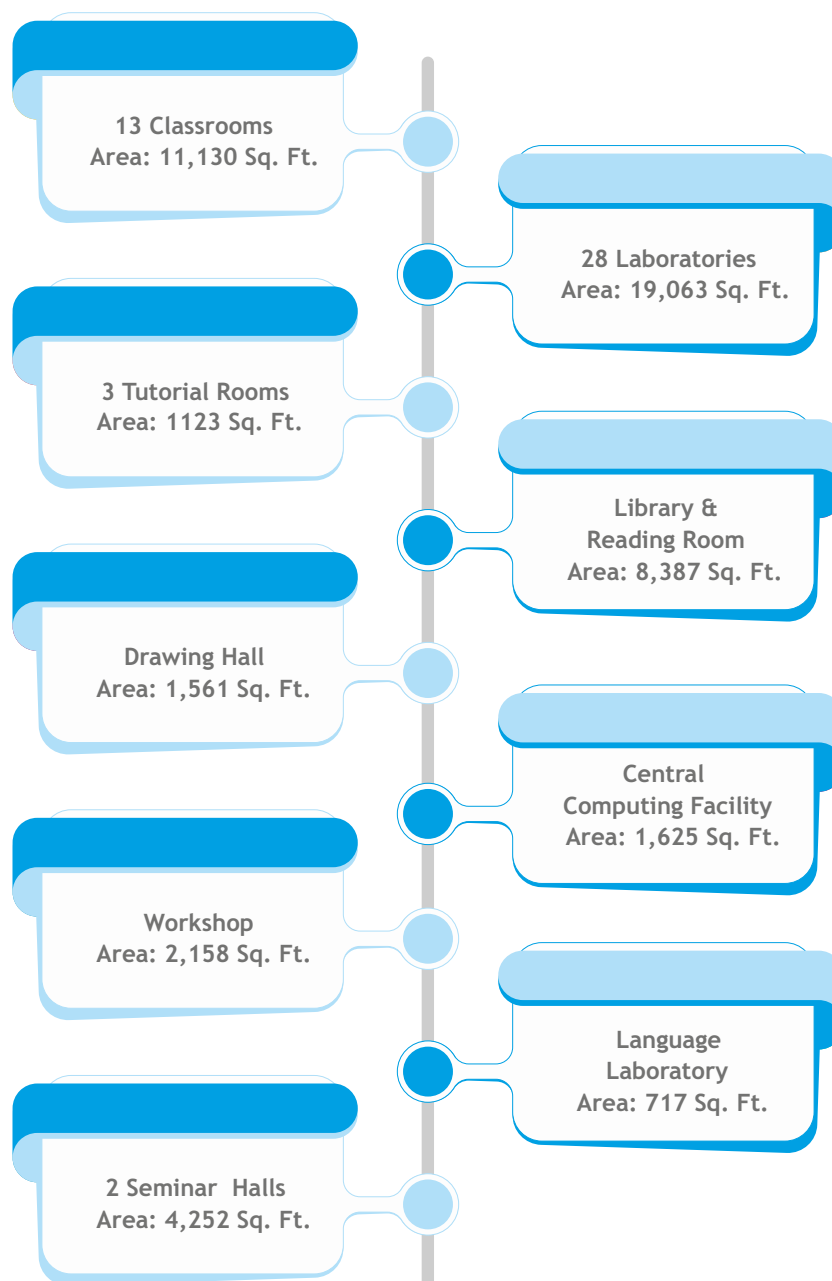 13 Classrooms
Area: 11,130 Sq. Ft.
28 Laboratories
Area: 19,063 Sq. Ft.
3 Tutorial Rooms
Area: 1123 Sq. Ft.
Library &
Reading Room
Area: 8,387 Sq. Ft.
Drawing Hall
Area: 1,561 Sq. Ft.
Central
Computing Facility
Area: 1,625 Sq. Ft.
Workshop
Area: 2,158 Sq. Ft.
Language
Laboratory
Area: 717 Sq. Ft.
2 Seminar Halls
Area: 4,252 Sq. Ft.